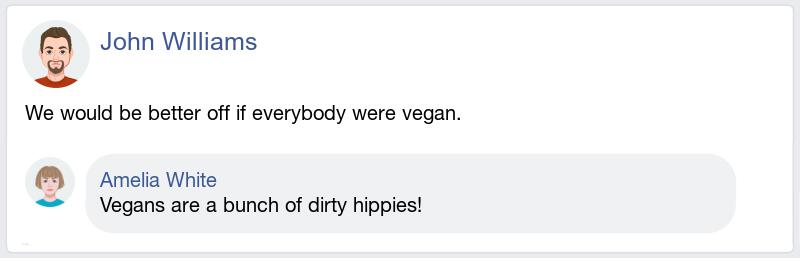 John Williams
We would be better off if everybody were vegan.
Amelia White
Vegans are a bunch of dirty hippies!